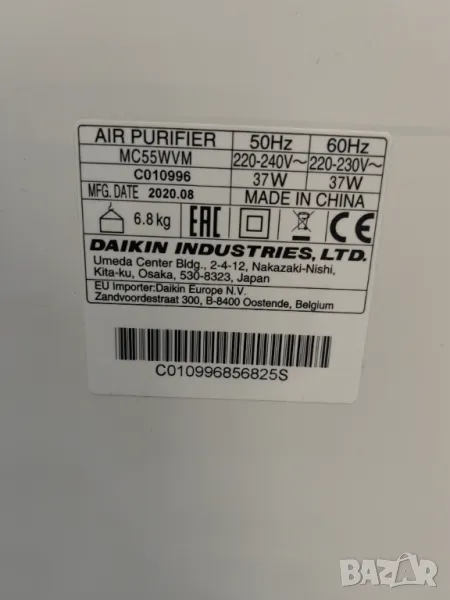 AIR PURIFIER 50Hz 60Hz
MC55WVM 220-240V~ 220-230V~
C010996 37W 37W
MFG. DATE 2020.08 MADE IN CHINA
6.8 kg EAC CE
DAIKIN INDUSTRIES, LTD.
Umeda Center Bldg., 2-4-12, Nakazaki-Nishi,
Kita-ku, Osaka, 530-8323, Japan
EU Importer:Daikin Europe N.V.
Zandvoordestraat 300, B-8400 Oostende, Belgium
C010996856825S
BAZAR